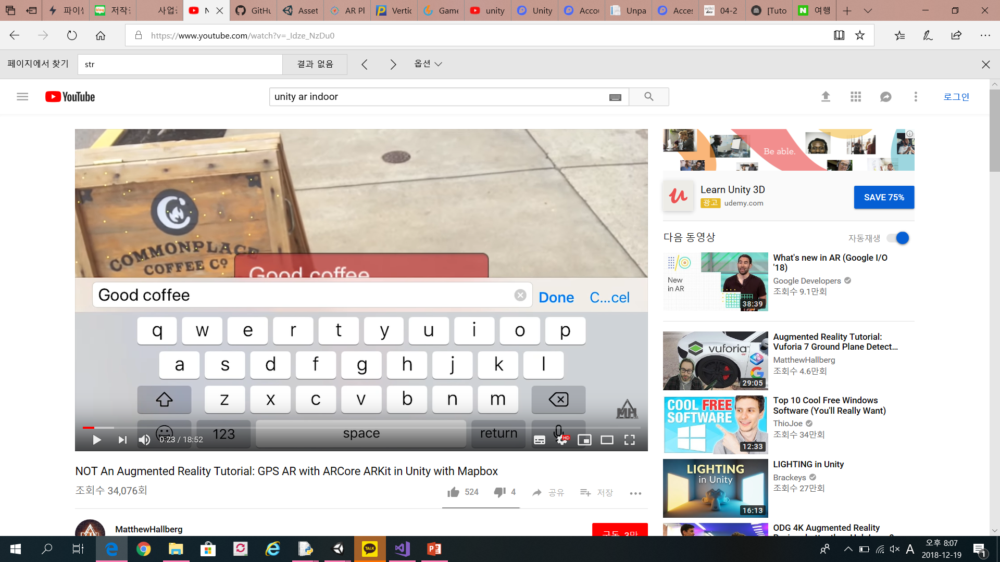 파이썬
저작권
사업구
N
GitHu
Asset
AR Pl
Vertic
Game
unity
Unity
Accou
Unpa
Acces
04-2
[Tuto
여행
https://www.youtube.com/watch?v=_Idze_NzDu0
페이지에서 찾기
str
결과 없음
옵션
YouTube
unity ar indoor
로그인
COMMONPLACE
COFFEE CO
Good coffee
Good coffee
Done
C...cel
q w e r t y u i o p
a s d f g h j k l
z x c v b n m
123
space
return
MH
0:23 / 18:52
HD
NOT An Augmented Reality Tutorial: GPS AR with ARCore ARKit in Unity with Mapbox
조회수 34,076회
524
4
공유
저장
MatthewHallberg
구독 3만
Be able.
Learn Unity 3D
광고
udemy.com
SAVE 75%
다음 동영상
자동재생
New
in AR
38:39
What's new in AR (Google I/O
'18)
Google Developers
조회수 9.1만회
vuforia
29:05
Augmented Reality Tutorial:
Vuforia 7 Ground Plane Detect...
MatthewHallberg
조회수 4.6만회
COOL FREE
SOFTWARE
12:33
Top 10 Cool Free Windows
Software (You'll Really Want)
ThioJoe
조회수 34만회
LIGHTING
in Unity
16:13
LIGHTING in Unity
Brackeys
조회수 27만회
ODG 4K Augmented Reality
TALK
A
오후 8:07
2018-12-19
1